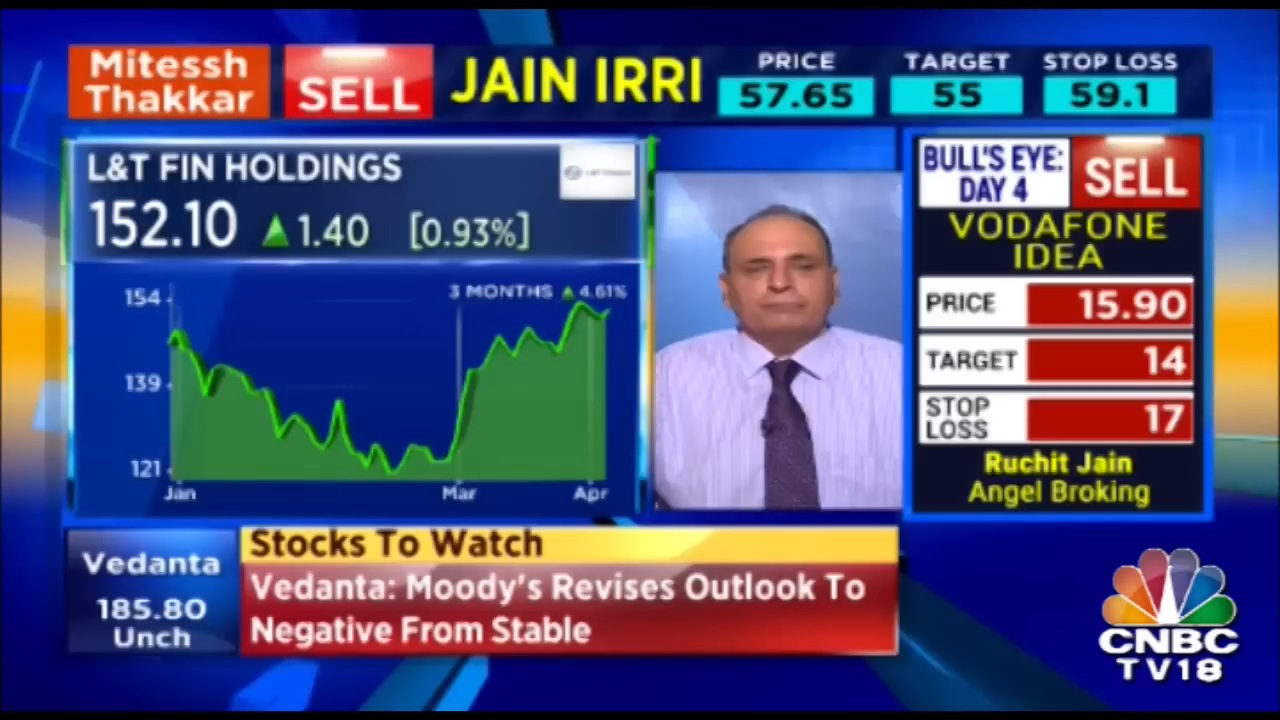 Mitessh
Thakkar
SELL
JAIN IRRI
PRICE
57.65
TARGET
55
STOP LOSS
59.1
L&T FIN HOLDINGS
152.10 ▲ 1.40 [0.93%]
3 MONTHS ▲ 4.61%
154
139
121
Jan Mar Apr
BULL'S EYE:
DAY 4
SELL
VODAFONE
IDEA
PRICE 15.90
TARGET 14
STOP
LOSS
17
Ruchit Jain
Angel Broking
Vedanta
185.80
Unch
Stocks To Watch
Vedanta: Moody's Revises Outlook To
Negative From Stable
CNBC
TV18